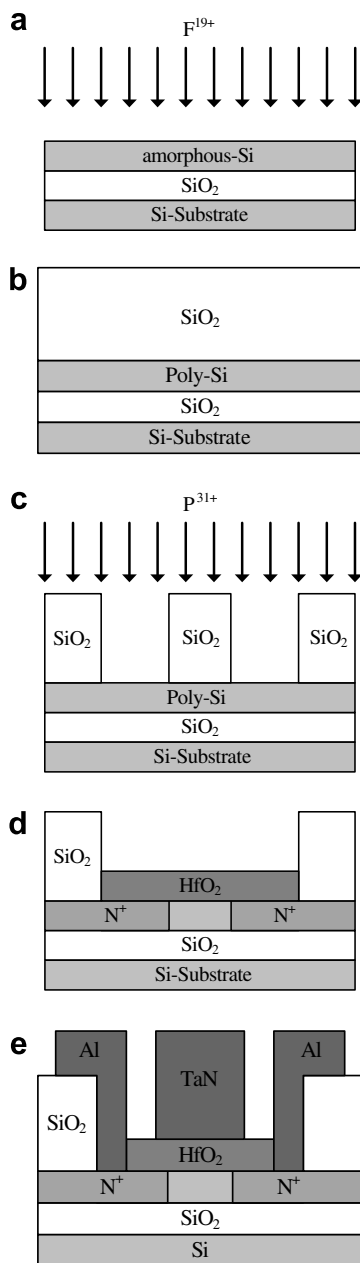 a
F¹⁹⁺
amorphous-Si
SiO₂
Si-Substrate
b
SiO₂
Poly-Si
SiO₂
Si-Substrate
c
P³¹⁺
SiO₂ SiO₂ SiO₂
Poly-Si
SiO₂
Si-Substrate
d
SiO₂
HfO₂
N⁺ N⁺
SiO₂
Si-Substrate
e
Al Al
TaN
SiO₂
HfO₂
N⁺ N⁺
SiO₂
Si